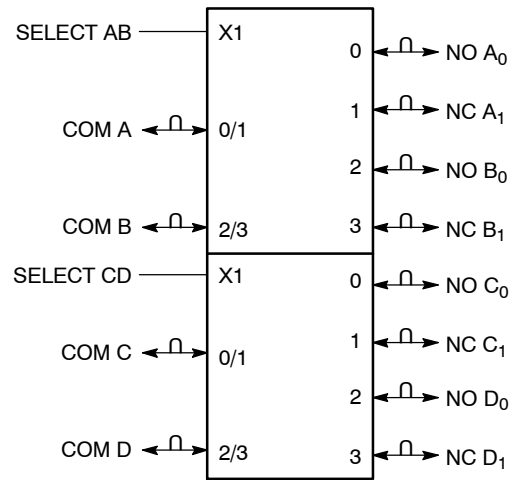 SELECT AB X1
0 NO A0
1 NC A1
COM A 0/1
2 NO B0
COM B 2/3 3 NC B1
SELECT CD X1
0 NO C0
1 NC C1
COM C 0/1
2 NO D0
COM D 2/3 3 NC D1